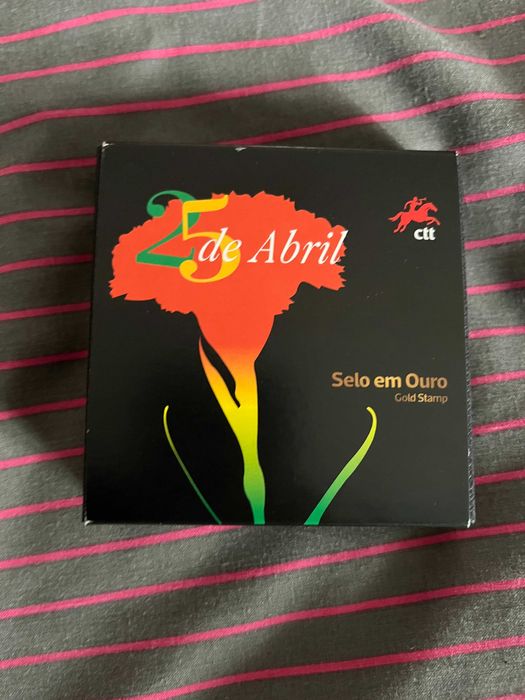 25 de Abril
ctt
Selo em Ouro
Gold Stamp